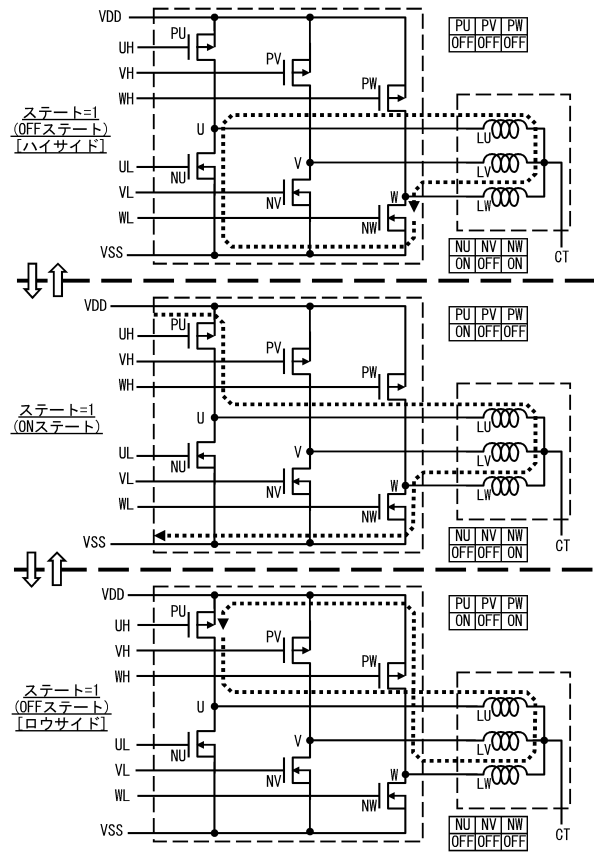 VDD
PU PV PW
OFF OFF OFF
PU
UH
PV
VH
PW
WH
ステート=1
(OFFステート)
[ハイサイド]
U
LU
UL
NU
V
LV
VL
NV
W
LW
WL
NW
VSS
NU NV NW
ON OFF ON
CT
VDD
PU PV PW
ON OFF OFF
PU
UH
PV
VH
PW
WH
ステート=1
(ONステート)
U
LU
UL
NU
V
LV
VL
NV
W
LW
WL
NW
VSS
NU NV NW
OFF OFF ON
CT
VDD
PU PV PW
ON OFF ON
PU
UH
PV
VH
PW
WH
ステート=1
(OFFステート)
[ロウサイド]
U
LU
UL
NU
V
LV
VL
NV
W
LW
WL
NW
VSS
NU NV NW
OFF OFF OFF
CT